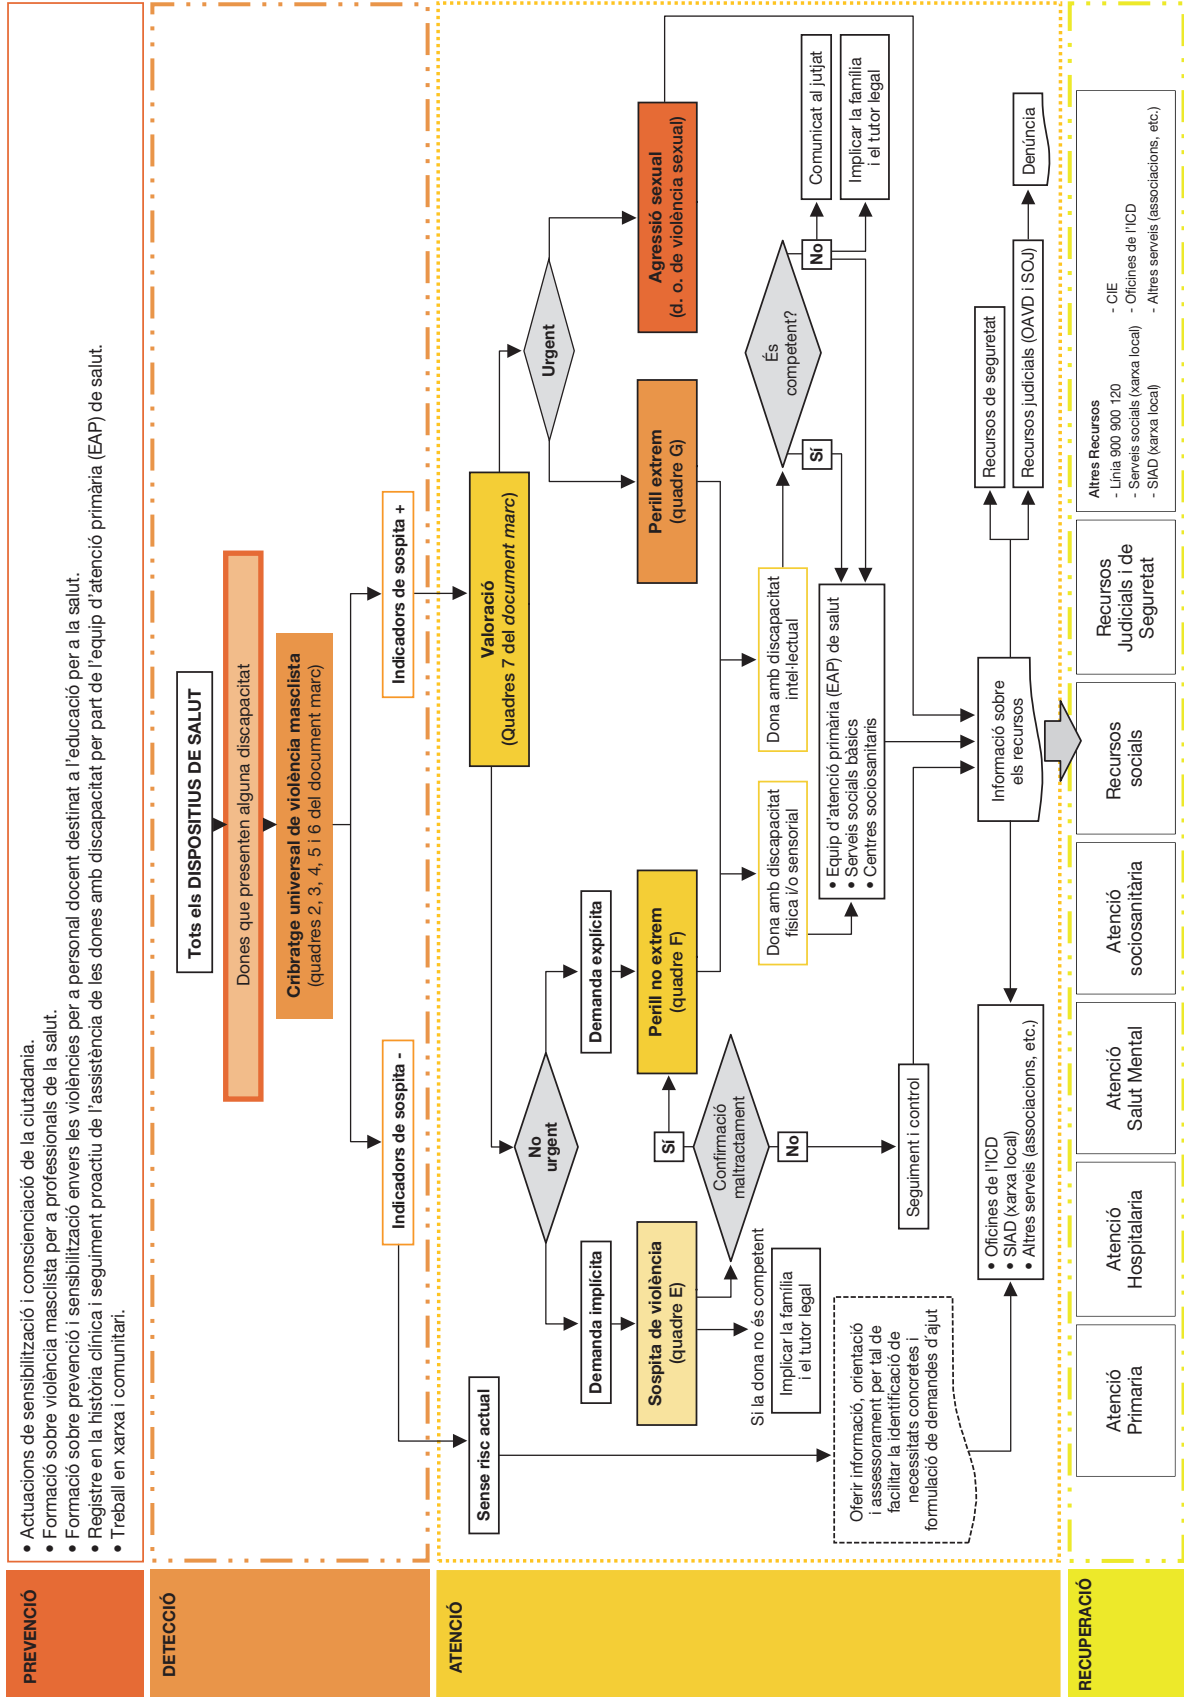 PREVENCIÓ
• Actuacions de sensibilització i conscienciació de la ciutadania.
• Formació sobre violència masclista per a professionals de la salut.
• Formació sobre prevenció i sensibilització envers les violències per a personal docent destinat a l'educació per a la salut.
• Registre en la història clínica i seguiment proactiu de l'assistència de les dones amb discapacitat per part de l'equip d'atenció primària (EAP) de salut.
• Treball en xarxa i comunitari.
DETECCIÓ
Tots els DISPOSITIUS DE SALUT
Dones que presenten alguna discapacitat
Cribratge universal de violència masclista
(quadres 2, 3, 4, 5 i 6 del document marc)
Indicadors de sospita -
Indicadors de sospita +
ATENCIÓ
Sense risc actual
Valoració
(Quadres 7 del document marc)
No
urgent
Urgent
Demanda implícita
Demanda explícita
Sospita de violència
(quadre E)
Perill no extrem
(quadre F)
Perill extrem
(quadre G)
Agressió sexual
(d. o. de violència sexual)
Sí
Confirmació
maltractament
No
Si la dona no és competent
Implicar la família
i el tutor legal
Dona amb discapacitat
física i/o sensorial
Dona amb discapacitat
intel·lectual
És
competent?
Sí
No
Comunicat al jutjat
Implicar la família
i el tutor legal
• Equip d'atenció primària (EAP) de salut
• Serveis socials bàsics
• Centres sociosanitaris
Oferir informació, orientació
i assessorament per tal de
facilitar la identificació de
necessitats concretes i
formulació de demandes d'ajut
Seguiment i control
• Oficines de l'ICD
• SIAD (xarxa local)
• Altres serveis (associacions, etc.)
Informació sobre
els recursos
Recursos de seguretat
Recursos judicials (OAVD i SOJ)
Denúncia
RECUPERACIÓ
Atenció
Primaria
Atenció
Hospitalaria
Atenció
Salut Mental
Atenció
sociosanitària
Recursos
socials
Recursos
Judicials i de
Seguretat
Altres Recursos
- Línia 900 900 120
- Serveis socials (xarxa local)
- SIAD (xarxa local)
- CIE
- Oficines de l'ICD
- Altres serveis (associacions, etc.)